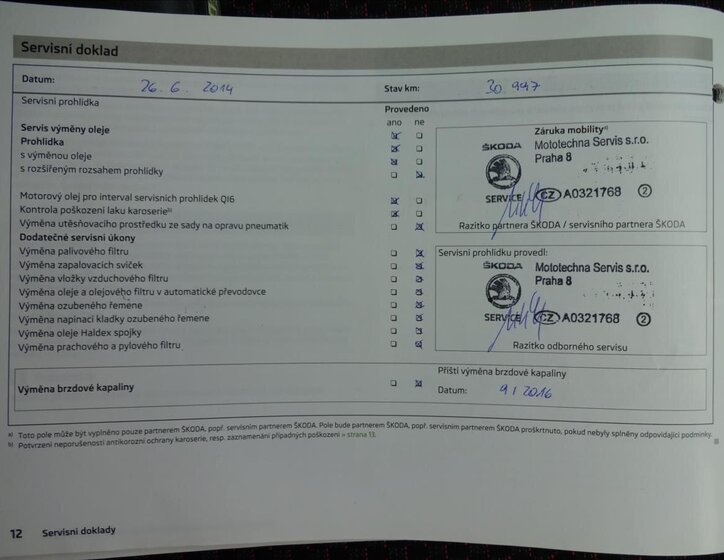 Servisní doklad
Datum: 26. 6. 2014 Stav km: 30.997
Servisní prohlídka Provedeno
ano ne
Servis výměny oleje
Prohlídka
s výměnou oleje
s rozšířeným rozsahem prohlídky
Motorový olej pro interval servisních prohlídek QI6
Kontrola poškození laku karoserie b)
Výměna utěsňovacího prostředku ze sady na opravu pneumatik
Dodatečné servisní úkony
Výměna palivového filtru
Výměna zapalovacích svíček
Výměna vložky vzduchového filtru
Výměna oleje a olejového filtru v automatické převodovce
Výměna ozubeného řemene
Výměna napínací kladky ozubeného řemene
Výměna oleje Haldex spojky
Výměna prachového a pylového filtru
Záruka mobility a)
ŠKODA Mototechna Servis s.r.o.
Praha 8
SERVICE CZ A0321768 2
Razítko partnera ŠKODA / servisního partnera ŠKODA
Servisní prohlídku provedl:
ŠKODA Mototechna Servis s.r.o.
Praha 8
SERVICE CZ A0321768 2
Razítko odborného servisu
Výměna brzdové kapaliny
Příští výměna brzdové kapaliny
Datum: 9 / 2016
a) Toto pole může být vyplněno pouze partnerem ŠKODA, popř. servisním partnerem ŠKODA. Pole bude partnerem ŠKODA, popř. servisním partnerem ŠKODA proškrtnuto, pokud nebyly splněny odpovídající podmínky.
b) Potvrzení neporušenosti antikorozní ochrany karoserie, resp. zaznamenání případných poškození » strana 13.
12 Servisní doklady